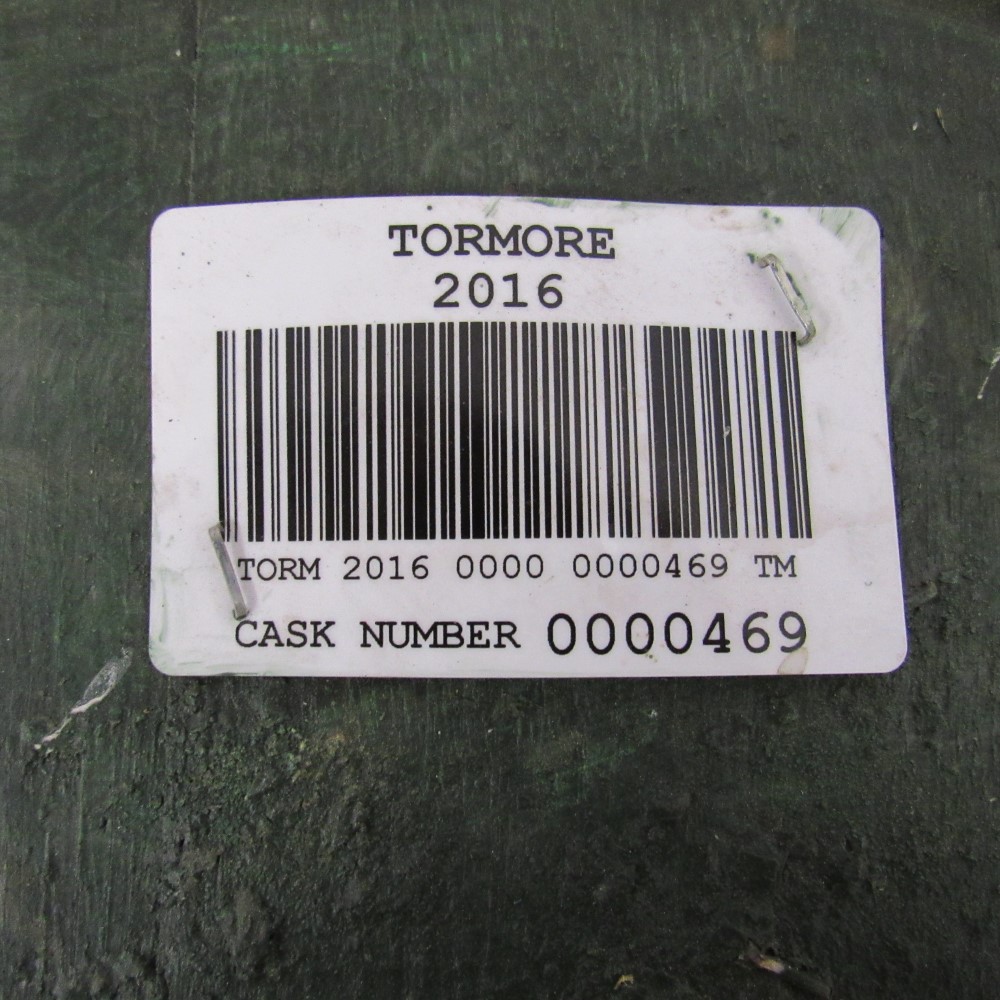 TORMORE
2016
TORM 2016 0000 0000469 TM
CASK NUMBER 0000469